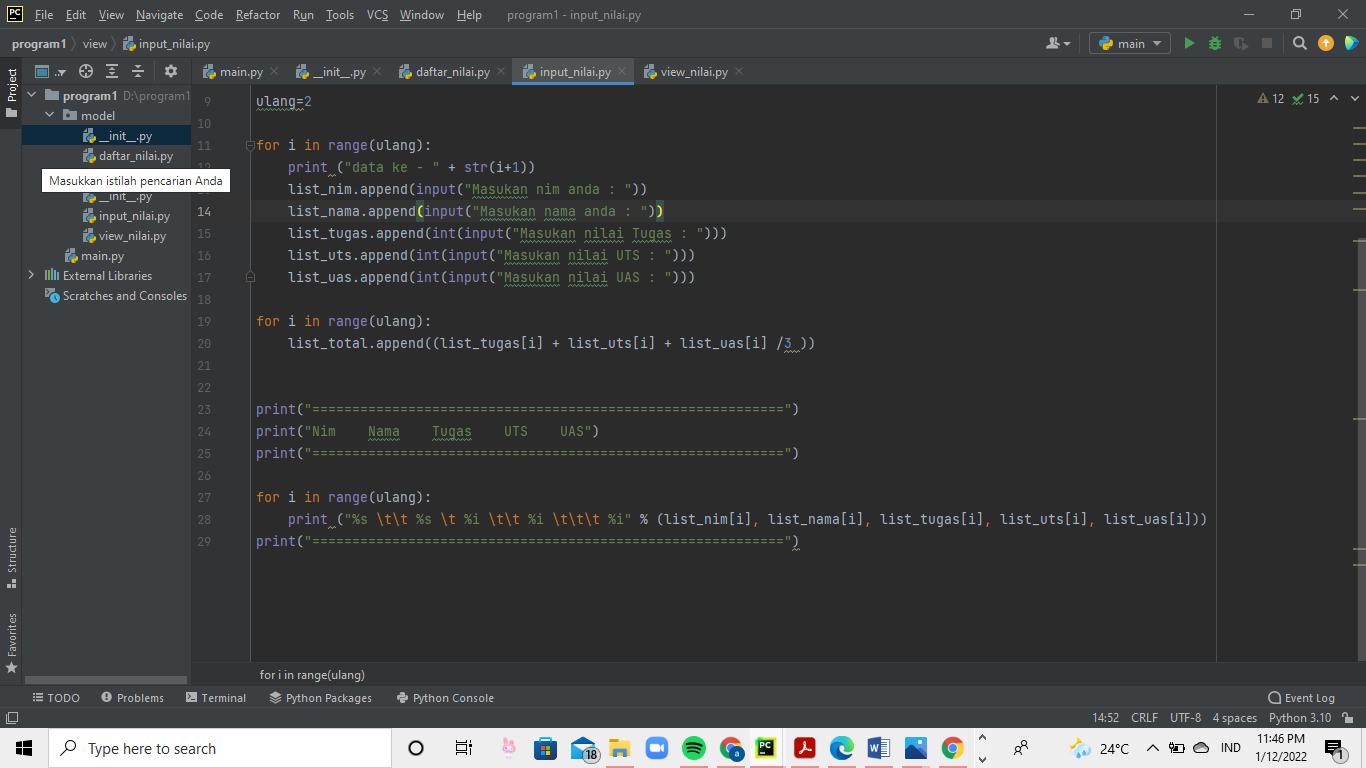 File Edit View Navigate Code Refactor Run Tools VCS Window Help program1 - input_nilai.py
program1 view input_nilai.py main
main.py __init__.py daftar_nilai.py input_nilai.py view_nilai.py
Project
program1 D:\program1
model
__init__.py
daftar_nilai.py
Masukkan istilah pencarian Anda
__init__.py
input_nilai.py
view_nilai.py
main.py
External Libraries
Scratches and Consoles
Structure
Favorites
12 15
9 ulang=2
10
11 for i in range(ulang):
12 print ("data ke - " + str(i+1))
list_nim.append(input("Masukan nim anda : "))
14 list_nama.append(input("Masukan nama anda : "))
15 list_tugas.append(int(input("Masukan nilai Tugas : ")))
16 list_uts.append(int(input("Masukan nilai UTS : ")))
17 list_uas.append(int(input("Masukan nilai UAS : ")))
18
19 for i in range(ulang):
20 list_total.append((list_tugas[i] + list_uts[i] + list_uas[i] /3 ))
21
22
23 print("===========================================================")
24 print("Nim    Nama    Tugas    UTS    UAS")
25 print("===========================================================")
26
27 for i in range(ulang):
28 print ("%s \t\t %s \t %i \t\t %i \t\t\t %i" % (list_nim[i], list_nama[i], list_tugas[i], list_uts[i], list_uas[i]))
29 print("===========================================================")
for i in range(ulang)
TODO Problems Terminal Python Packages Python Console Event Log
14:52 CRLF UTF-8 4 spaces Python 3.10
Type here to search 18 24°C IND 11:46 PM
1/12/2022 1